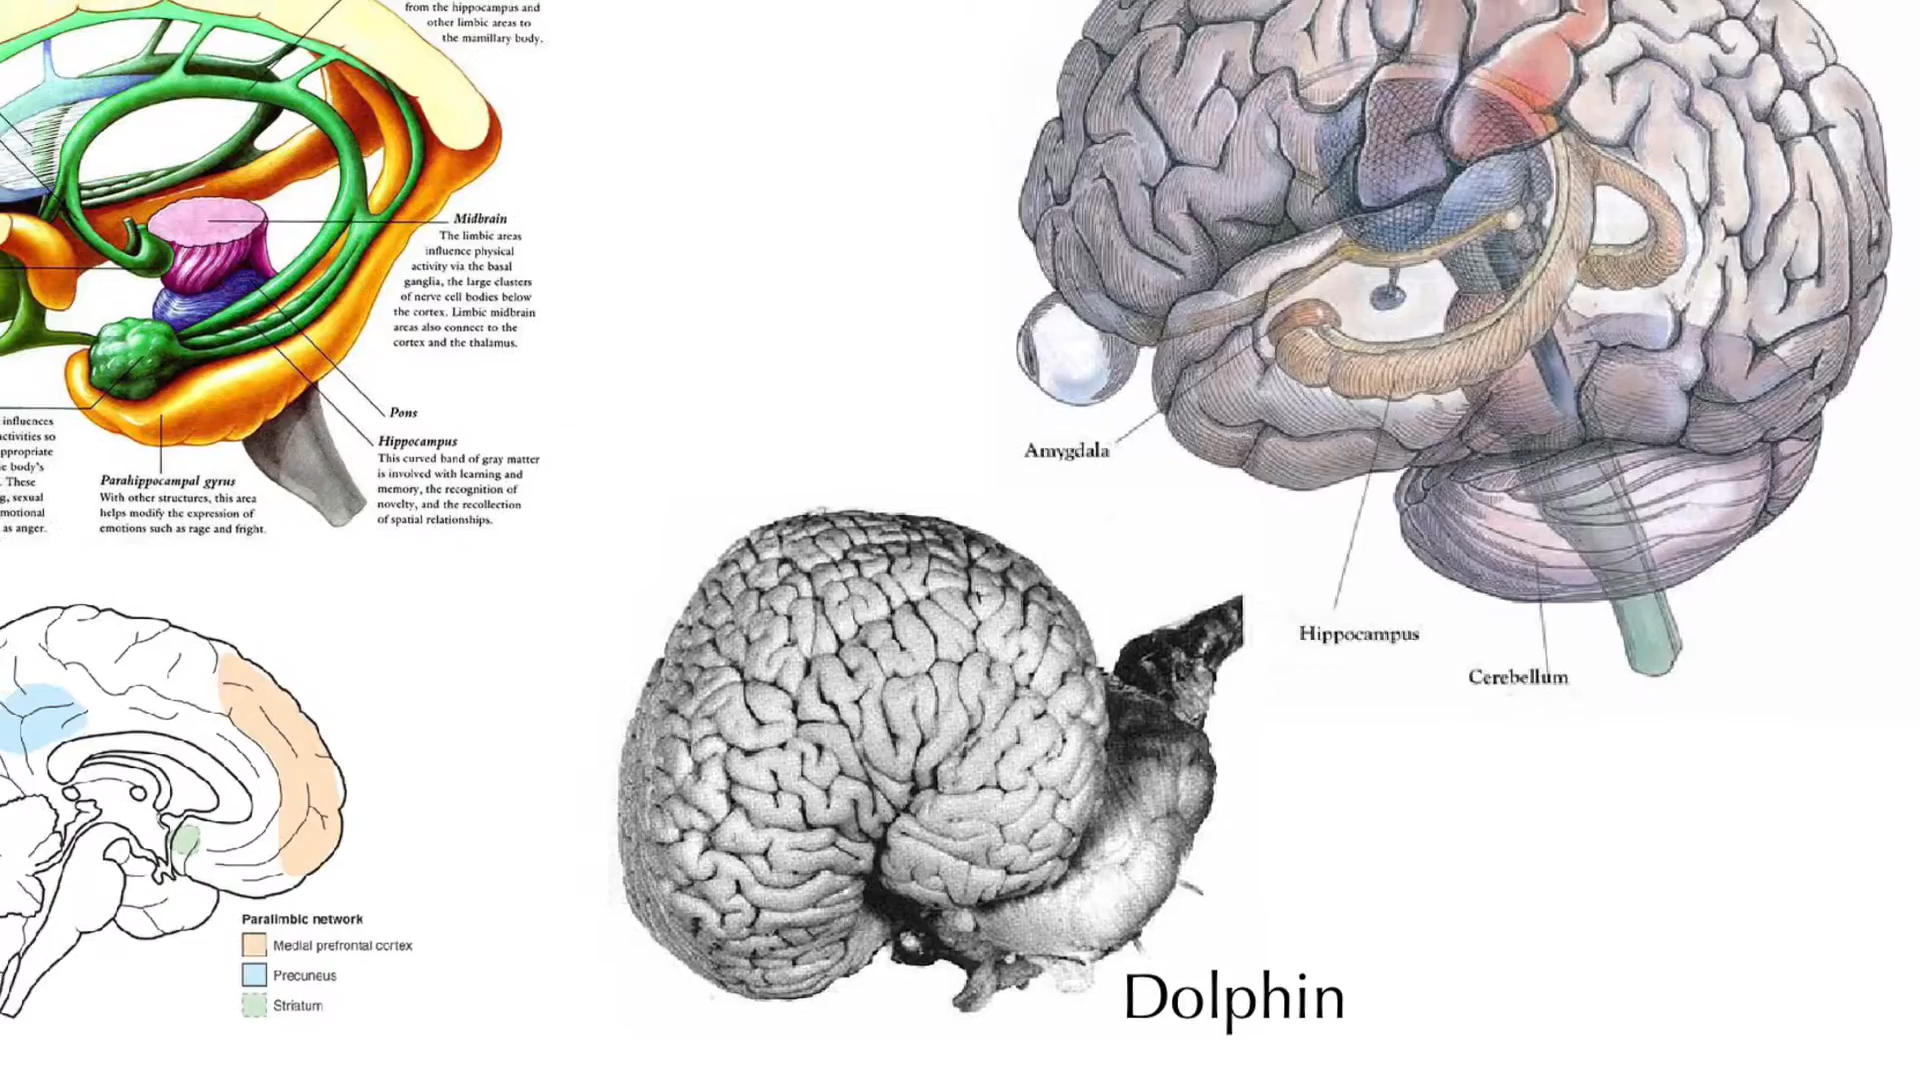 from the hippocampus and
other limbic areas to
the mamillary body.
Midbrain
The limbic areas
influence physical
activity via the basal
ganglia, the large clusters
of nerve cell bodies below
the cortex. Limbic midbrain
areas also connect to the
cortex and the thalamus.
Pons
Hippocampus
This curved band of gray matter
is involved with learning and
memory, the recognition of
novelty, and the recollection
of spatial relationships.
Parahippocampal gyrus
With other structures, this area
helps modify the expression of
emotions such as rage and fright.
influences
activities so
ppropriate
e body's
. These
g, sexual
motional
as anger.
Amygdala
Hippocampus
Cerebellum
Paralimbic network
Medial prefrontal cortex
Precuneus
Striatum
Dolphin